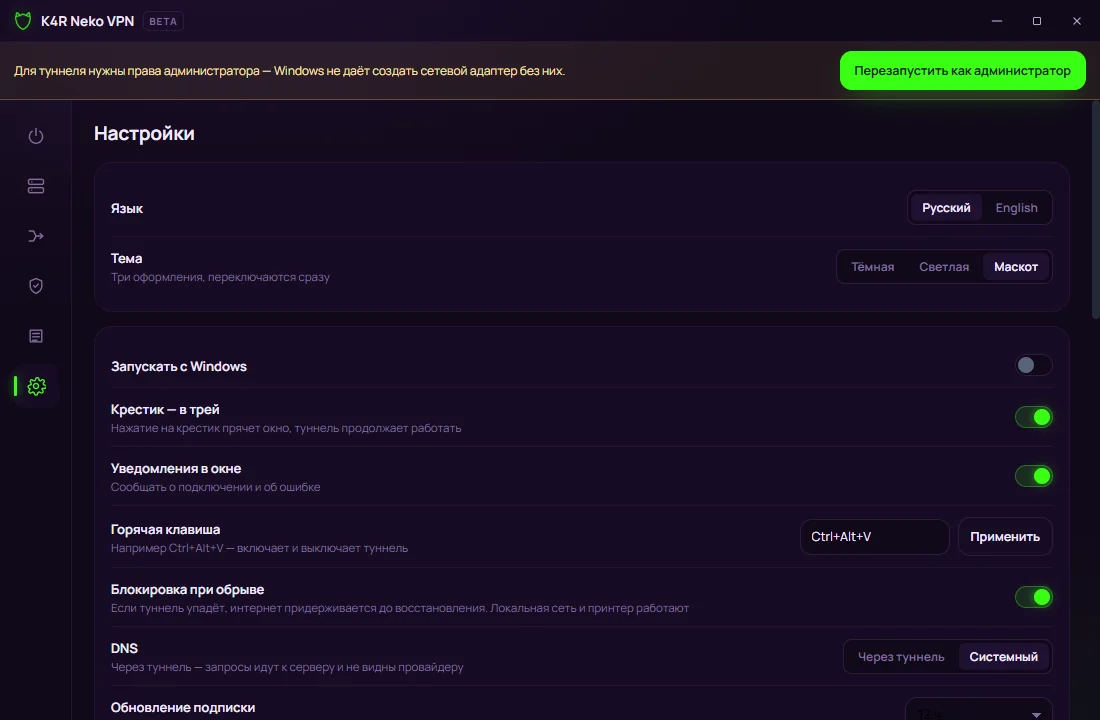 K4R Neko VPN BETA
Для туннеля нужны права администратора — Windows не даёт создать сетевой адаптер без них.
Перезапустить как администратор
Настройки
Язык
Русский English
Тема
Три оформления, переключаются сразу
Тёмная Светлая Маскот
Запускать с Windows
Крестик — в трей
Нажатие на крестик прячет окно, туннель продолжает работать
Уведомления в окне
Сообщать о подключении и об ошибке
Горячая клавиша
Например Ctrl+Alt+V — включает и выключает туннель
Ctrl+Alt+V Применить
Блокировка при обрыве
Если туннель упадёт, интернет придерживается до восстановления. Локальная сеть и принтер работают
DNS
Через туннель — запросы идут к серверу и не видны провайдеру
Через туннель Системный
Обновление подписки